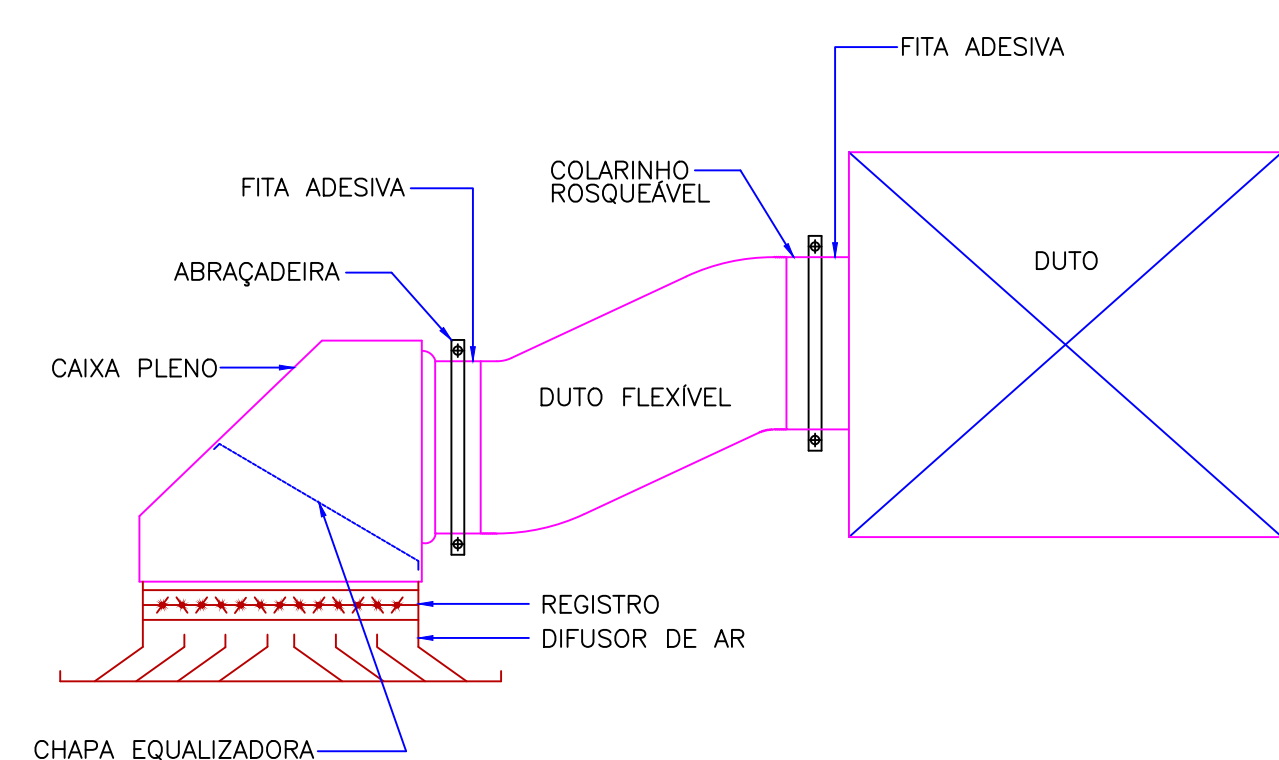 FITA ADESIVA
COLARINHO
ROSQUEÁVEL
FITA ADESIVA
DUTO
ABRAÇADEIRA
CAIXA PLENO
DUTO FLEXÍVEL
REGISTRO
DIFUSOR DE AR
CHAPA EQUALIZADORA